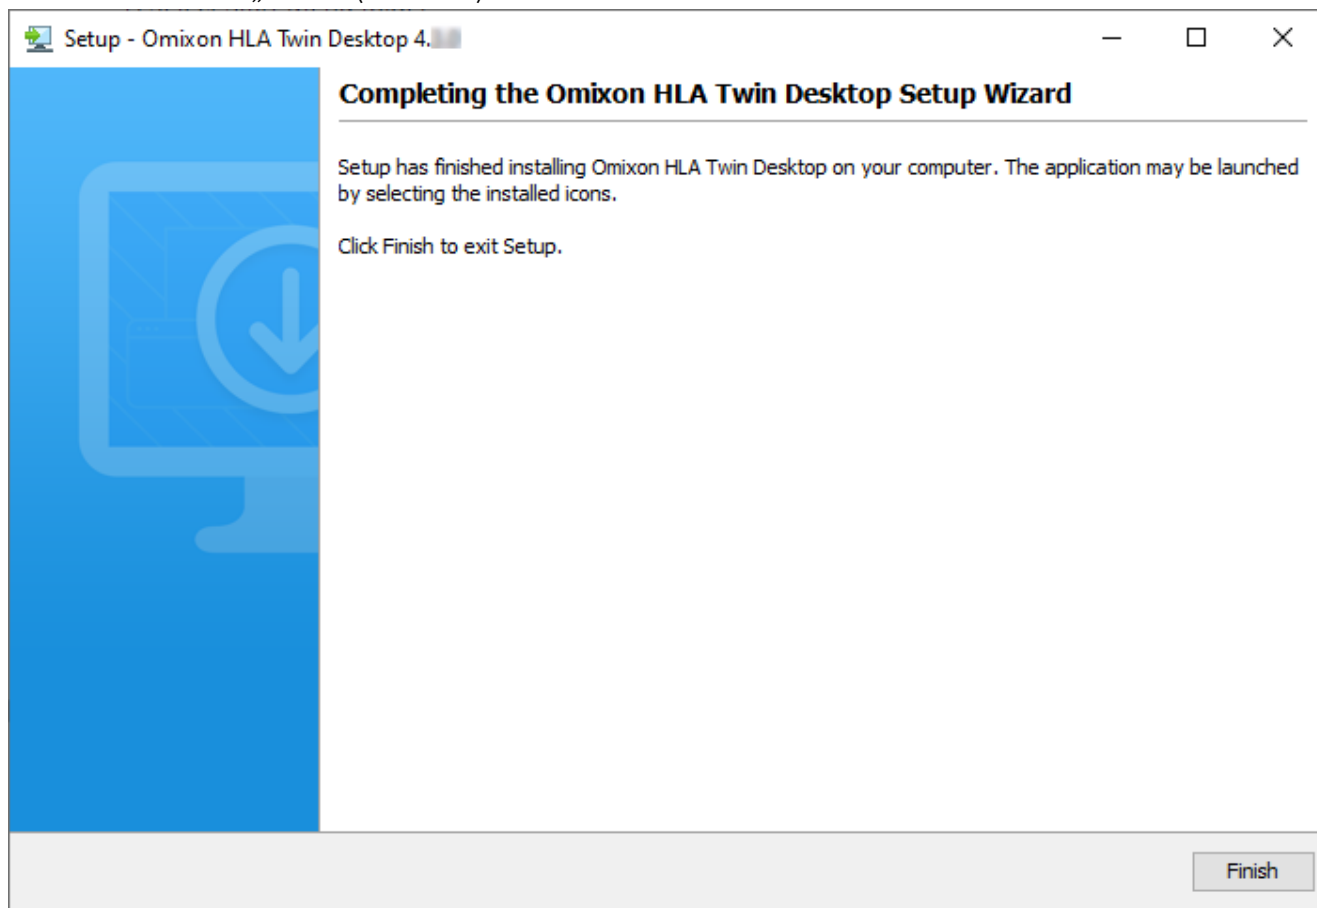 Setup - Omixon HLA Twin Desktop 4.
Completing the Omixon HLA Twin Desktop Setup Wizard
Setup has finished installing Omixon HLA Twin Desktop on your computer. The application may be launched
by selecting the installed icons.
Click Finish to exit Setup.
Finish